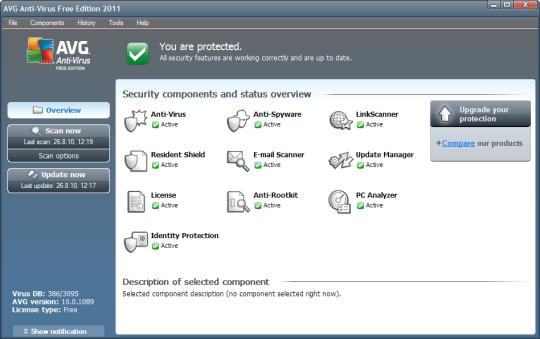 AVG Anti-Virus Free Edition 2011
File Components History Tools Help
AVG.
Anti-Virus
FREE EDITION
You are protected.
All security features are working correctly and are up to date.
Overview
Scan now
Last scan: 26.8.10, 12:19
Scan options
Update now
Last update: 26.8.10, 12:17
Security components and status overview
Anti-Virus
Active
Anti-Spyware
Active
LinkScanner
Active
Resident Shield
Active
E-mail Scanner
Active
Update Manager
Active
License
Active
Anti-Rootkit
Active
PC Analyzer
Active
Identity Protection
Active
Upgrade your
protection
Compare our products
Description of selected component
Selected component description (no component selected right now).
Virus DB: 386/3095
AVG version: 10.0.1089
License type: Free
Show notification